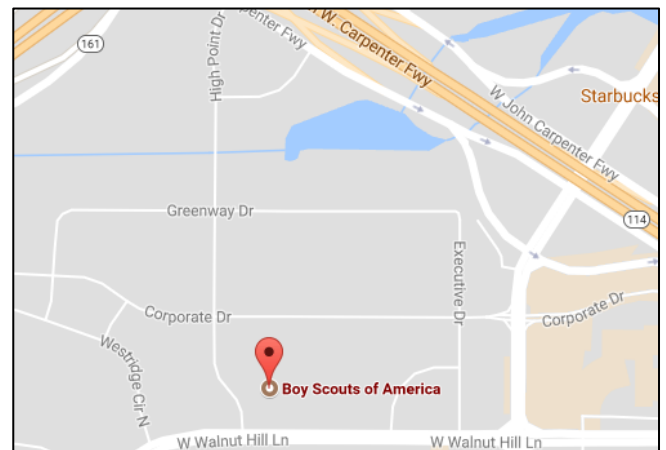 161
High Point Dr
Carpenter Fwy
W. Carpenter Fwy
W John Carpenter Fwy
Starbucks
114
Greenway Dr
Executive Dr
Corporate Dr
Corporate Dr
Westridge Cir N
Boy Scouts of America
W Walnut Hill Ln
W Walnut Hill Ln